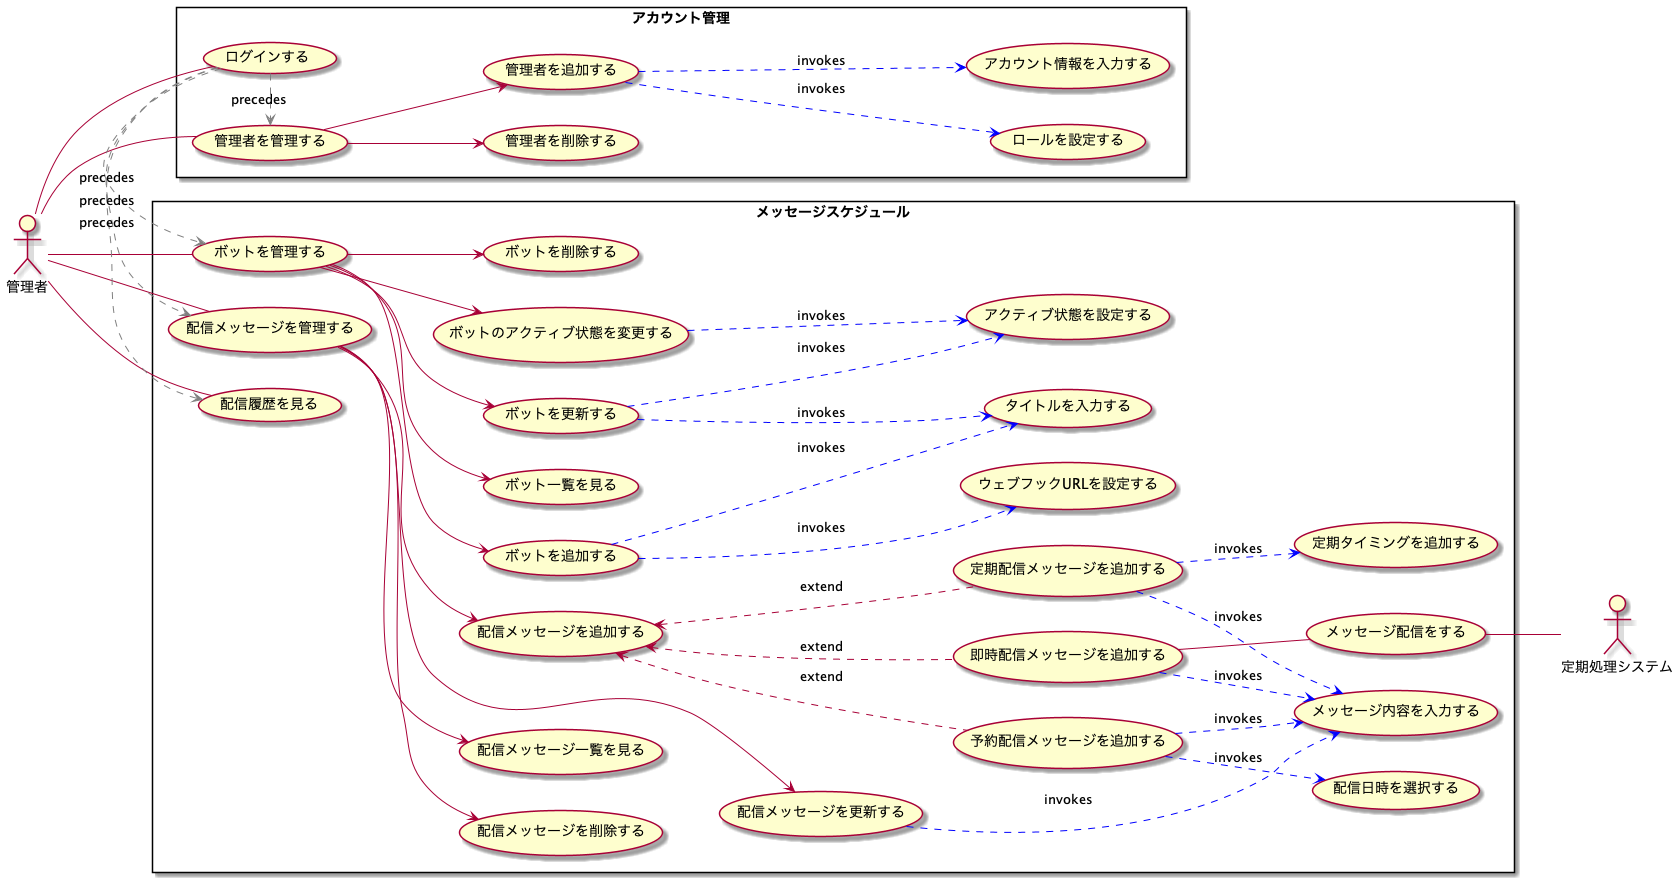 アカウント管理
ログインする
管理者を追加する
invokes
アカウント情報を入力する
invokes
precedes
管理者を管理する
管理者を削除する
ロールを設定する
precedes
precedes
precedes
メッセージスケジュール
管理者
ボットを管理する
ボットを削除する
配信メッセージを管理する
ボットのアクティブ状態を変更する
invokes
アクティブ状態を設定する
invokes
配信履歴を見る
ボットを更新する
invokes
タイトルを入力する
invokes
ボット一覧を見る
ウェブフックURLを設定する
invokes
ボットを追加する
定期配信メッセージを追加する
invokes
定期タイミングを追加する
extend
invokes
配信メッセージを追加する
extend
即時配信メッセージを追加する
メッセージ配信をする
定期処理システム
extend
invokes
メッセージ内容を入力する
invokes
予約配信メッセージを追加する
配信メッセージ一覧を見る
invokes
配信日時を選択する
invokes
配信メッセージを更新する
配信メッセージを削除する